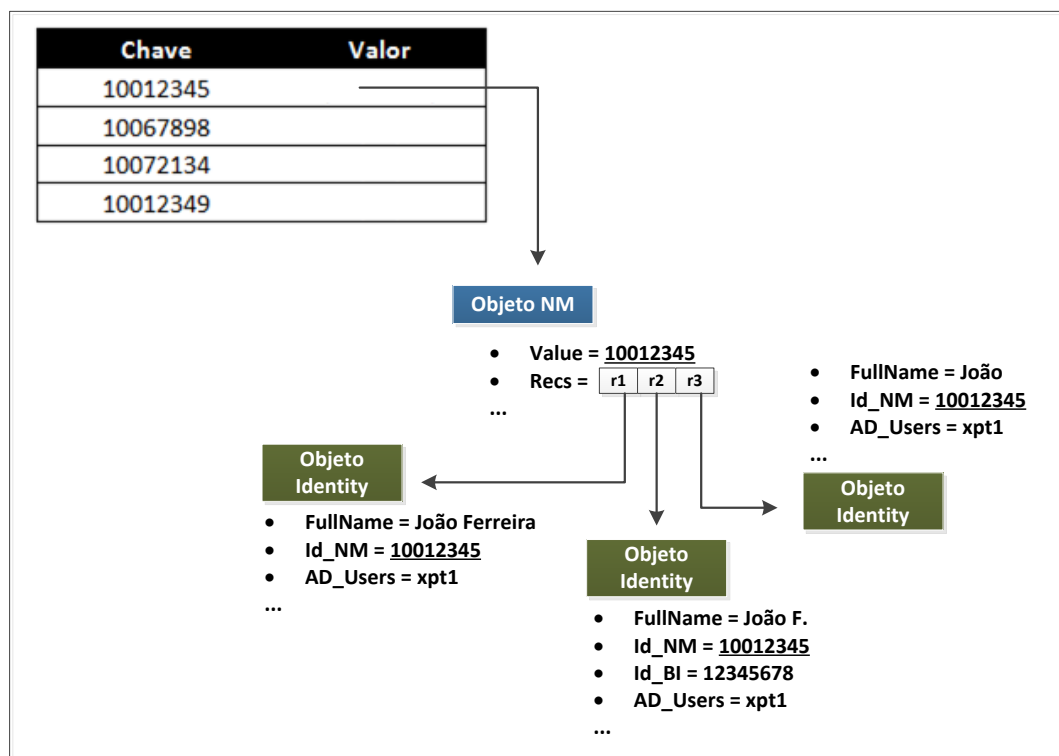 Chave Valor
10012345
10067898
10072134
10012349
Objeto NM
• Value = 10012345
• Recs = r1 r2 r3
...
• FullName = João
• Id_NM = 10012345
• AD_Users = xpt1
...
Objeto
Identity
Objeto
Identity
• FullName = João Ferreira
• Id_NM = 10012345
• AD_Users = xpt1
...
Objeto
Identity
• FullName = João F.
• Id_NM = 10012345
• Id_BI = 12345678
• AD_Users = xpt1
...